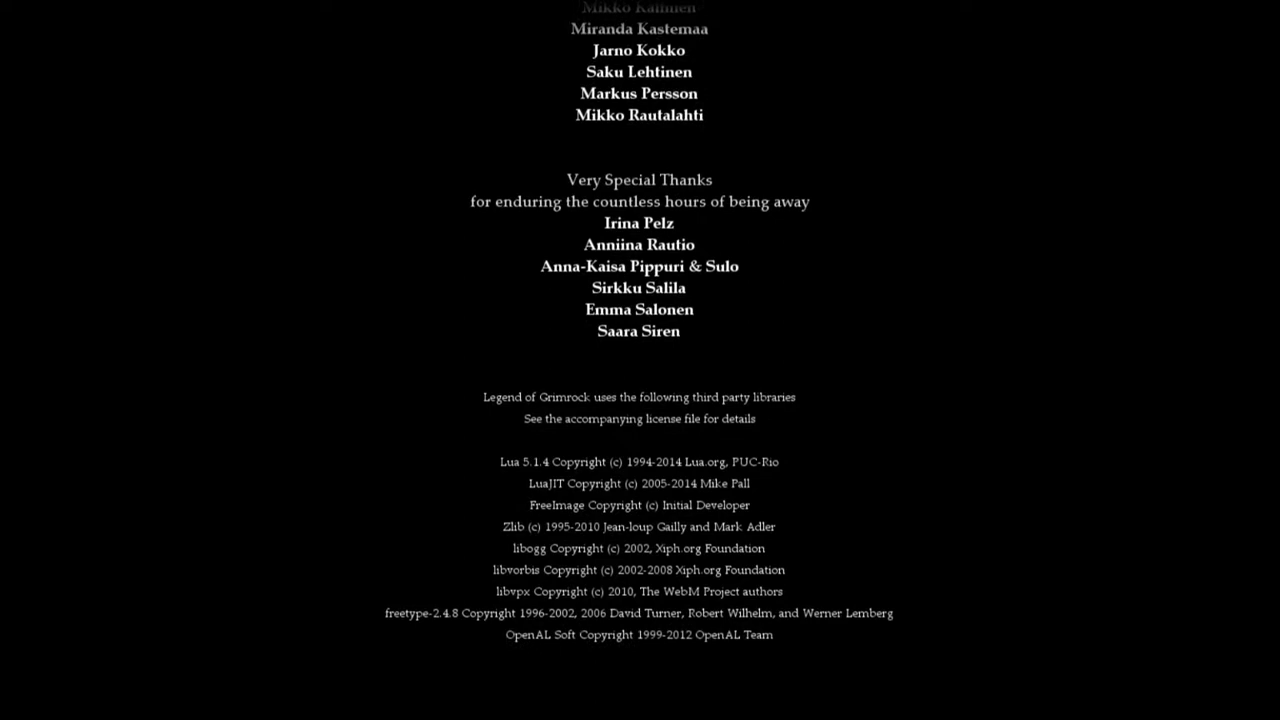 Mikko
Miranda Kastemaa
Jarno Kokko
Saku Lehtinen
Markus Persson
Mikko Rautalahti
Very Special Thanks
for enduring the countless hours of being away
Irina Pelz
Anniina Rautio
Anna-Kaisa Pippuri & Sulo
Sirkku Salila
Emma Salonen
Saara Siren
Legend of Grimrock uses the following third party libraries
See the accompanying license file for details
Lua 5.1.4 Copyright (c) 1994-2014 Lua.org, PUC-Rio
LuaJIT Copyright (c) 2005-2014 Mike Pall
FreeImage Copyright (c) Initial Developer
Zlib (c) 1995-2010 Jean-loup Gailly and Mark Adler
libogg Copyright (c) 2002, Xiph.org Foundation
libvorbis Copyright (c) 2002-2008 Xiph.org Foundation
libvpx Copyright (c) 2010, The WebM Project authors
freetype-2.4.8 Copyright 1996-2002, 2006 David Turner, Robert Wilhelm, and Werner Lemberg
OpenAL Soft Copyright 1999-2012 OpenAL Team